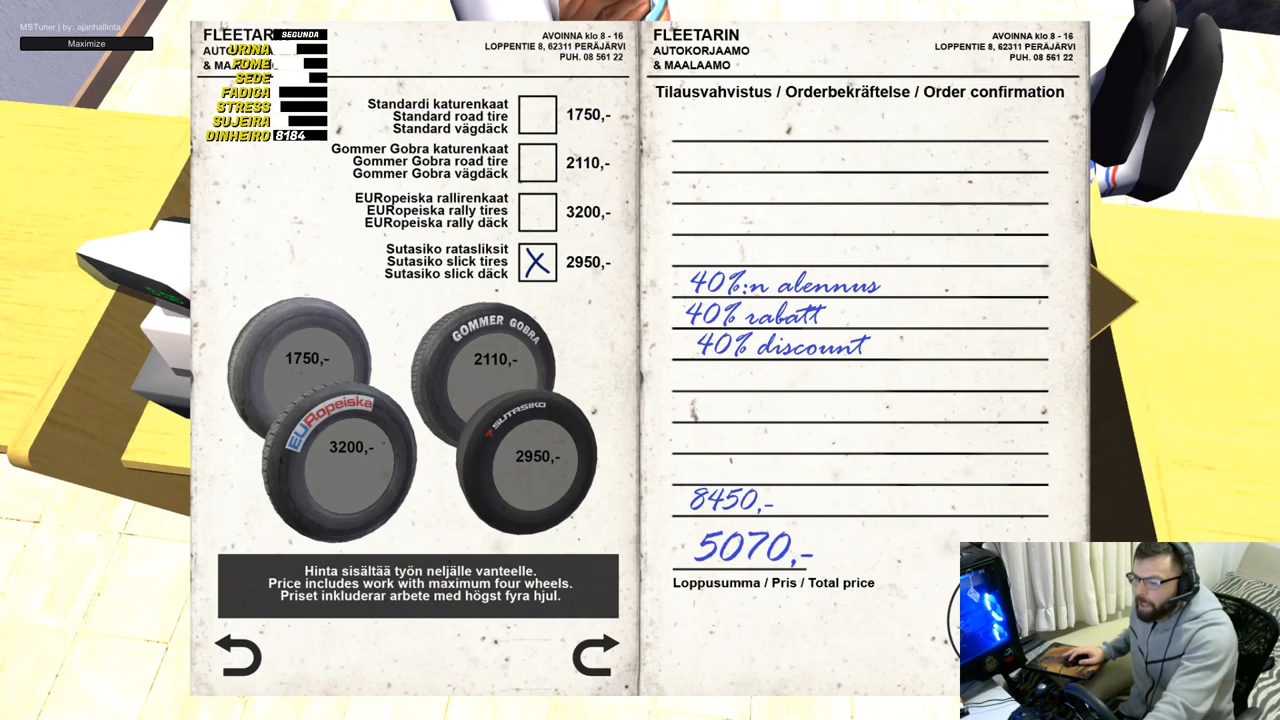 MSTuner | by: ajanhallinta
Maximize
FLEETARIN
SEGUNDA
URINA
FOME
SEDE
FADIGA
STRESS
SUJEIRA
DINHEIRO 8184
AVOINNA klo 8 - 16
LOPPENTIE 8, 62311 PERÄJÄRVI
PUH. 08 561 22
Standardi katurenkaat
Standard road tire
Standard vägdäck
1750,-
Gommer Gobra katurenkaat
Gommer Gobra road tire
Gommer Gobra vägdäck
2110,-
EURopeiska rallirenkaat
EURopeiska rally tires
EURopeiska rally däck
3200,-
Sutasiko ratasliksit
Sutasiko slick tires
Sutasiko slick däck
X
2950,-
1750,-
GOMMER GOBRA
2110,-
EURopeiska
3200,-
SUTASIKO
2950,-
Hinta sisältää työn neljälle vanteelle.
Price includes work with maximum four wheels.
Priset inkluderar arbete med högst fyra hjul.
FLEETARIN
AUTOKORJAAMO
& MAALAAMO
AVOINNA klo 8 - 16
LOPPENTIE 8, 62311 PERÄJÄRVI
PUH. 08 561 22
Tilausvahvistus / Orderbekräftelse / Order confirmation
40%:n alennus
40% rabatt
40% discount
8450,-
5070,-
Loppusumma / Pris / Total price